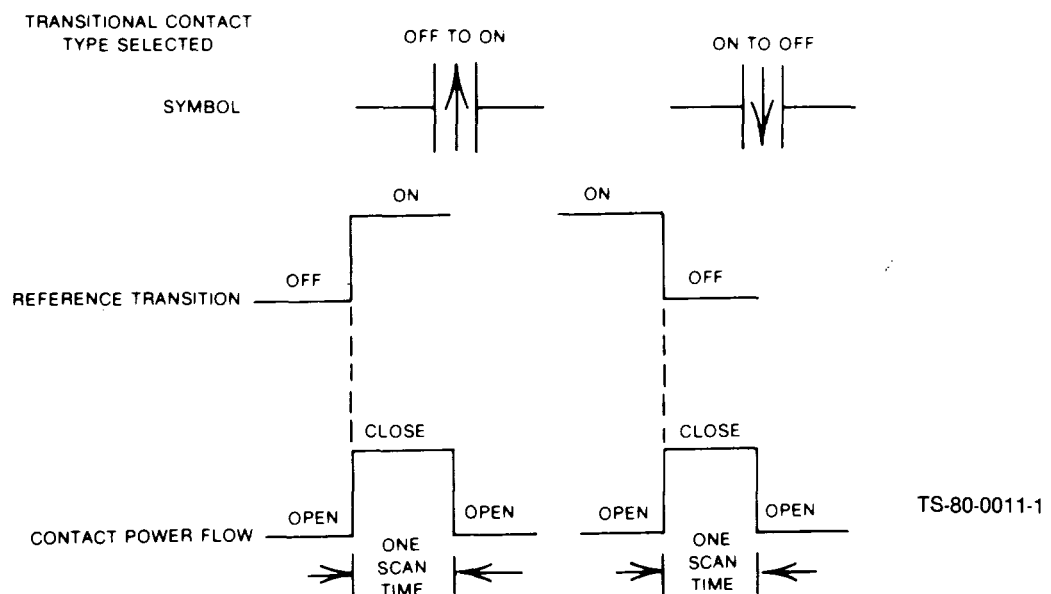 TRANSITIONAL CONTACT
TYPE SELECTED
OFF TO ON
ON TO OFF
SYMBOL
ON
ON
OFF
OFF
REFERENCE TRANSITION
CLOSE
CLOSE
OPEN
OPEN
OPEN
OPEN
TS-80-0011-1
CONTACT POWER FLOW
ONE
SCAN
TIME
ONE
SCAN
TIME